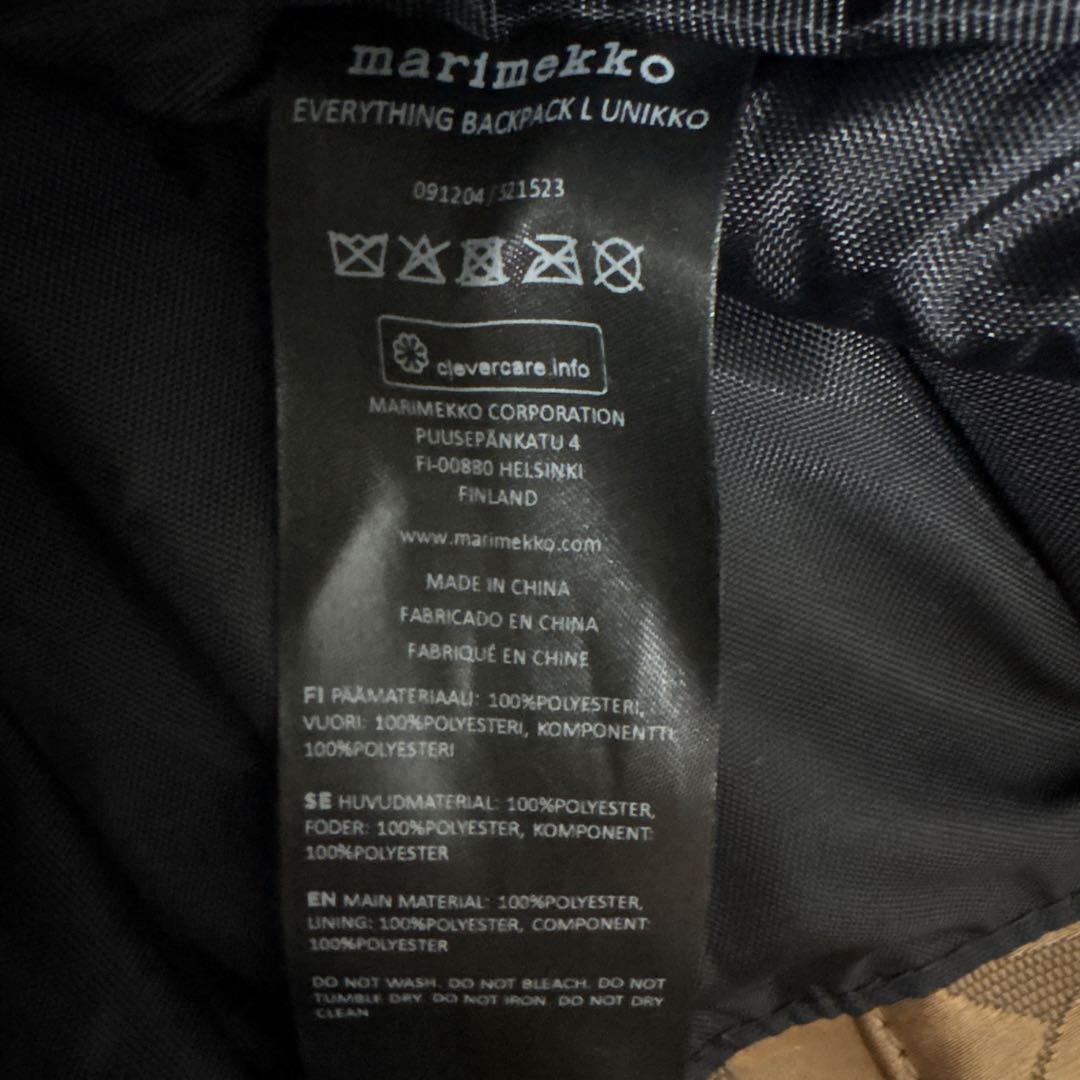 marimekko
EVERYTHING BACKPACK L UNIKKO
091204/321523
clevercare.info
MARIMEKKO CORPORATION
PUUSEPÄNKATU 4
FI-00880 HELSINKI
FINLAND
www.marimekko.com
MADE IN CHINA
FABRICADO EN CHINA
FABRIQUÉ EN CHINE
FI PÄÄMATERIAALI: 100%POLYESTERI,
VUORI: 100%POLYESTERI, KOMPONENTTI:
100%POLYESTERI
SE HUVUDMATERIAL: 100%POLYESTER,
FODER: 100%POLYESTER, KOMPONENT:
100%POLYESTER
EN MAIN MATERIAL: 100%POLYESTER,
LINING: 100%POLYESTER, COMPONENT:
100%POLYESTER
DO NOT WASH. DO NOT BLEACH. DO NOT
TUMBLE DRY. DO NOT IRON. DO NOT DRY
CLEAN